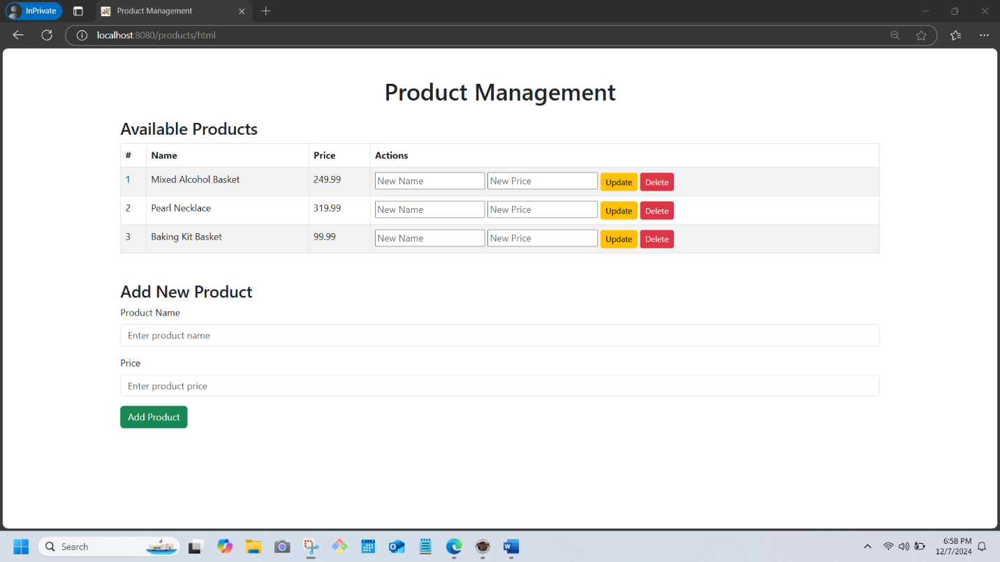 InPrivate
Product Management
localhost:8080/products/html
Product Management
Available Products
# Name Price Actions
1 Mixed Alcohol Basket 249.99 New Name New Price Update Delete
2 Pearl Necklace 319.99 New Name New Price Update Delete
3 Baking Kit Basket 99.99 New Name New Price Update Delete
Add New Product
Product Name
Enter product name
Price
Enter product price
Add Product
Search
6:58 PM
12/7/2024